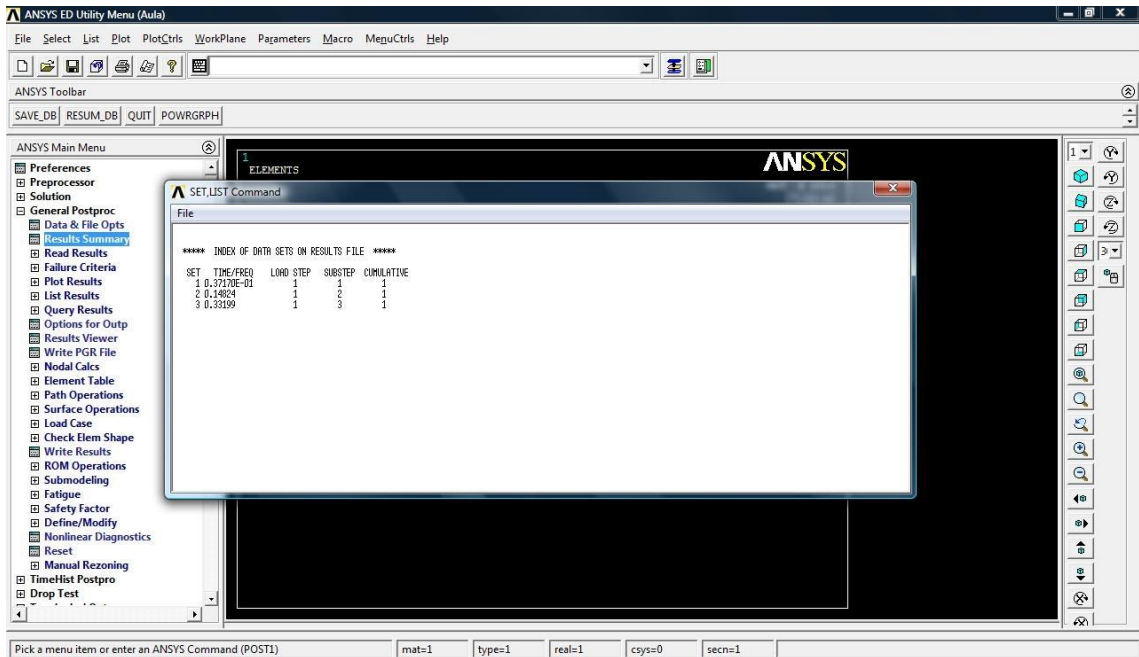 ANSYS ED Utility Menu (Aula)
File Select List Plot PlotCtrls WorkPlane Parameters Macro MenuCtrls Help
ANSYS Toolbar
SAVE_DB RESUM_DB QUIT POWRGRPH
ANSYS Main Menu
Preferences
Preprocessor
Solution
General Postproc
Data & File Opts
Results Summary
Read Results
Failure Criteria
Plot Results
List Results
Query Results
Options for Outp
Results Viewer
Write PGR File
Nodal Calcs
Element Table
Path Operations
Surface Operations
Load Case
Check Elem Shape
Write Results
ROM Operations
Submodeling
Fatigue
Safety Factor
Define/Modify
Nonlinear Diagnostics
Reset
Manual Rezoning
TimeHist Postpro
Drop Test
1
ELEMENTS
ANSYS
SET,LIST Command
File
***** INDEX OF DATA SETS ON RESULTS FILE *****
SET TIME/FREQ LOAD STEP SUBSTEP CUMULATIVE
1 0.37170E-01 1 1 1
2 0.14824 1 2 1
3 0.33199 1 3 1
1
3
Pick a menu item or enter an ANSYS Command (POST1) mat=1 type=1 real=1 csys=0 secn=1